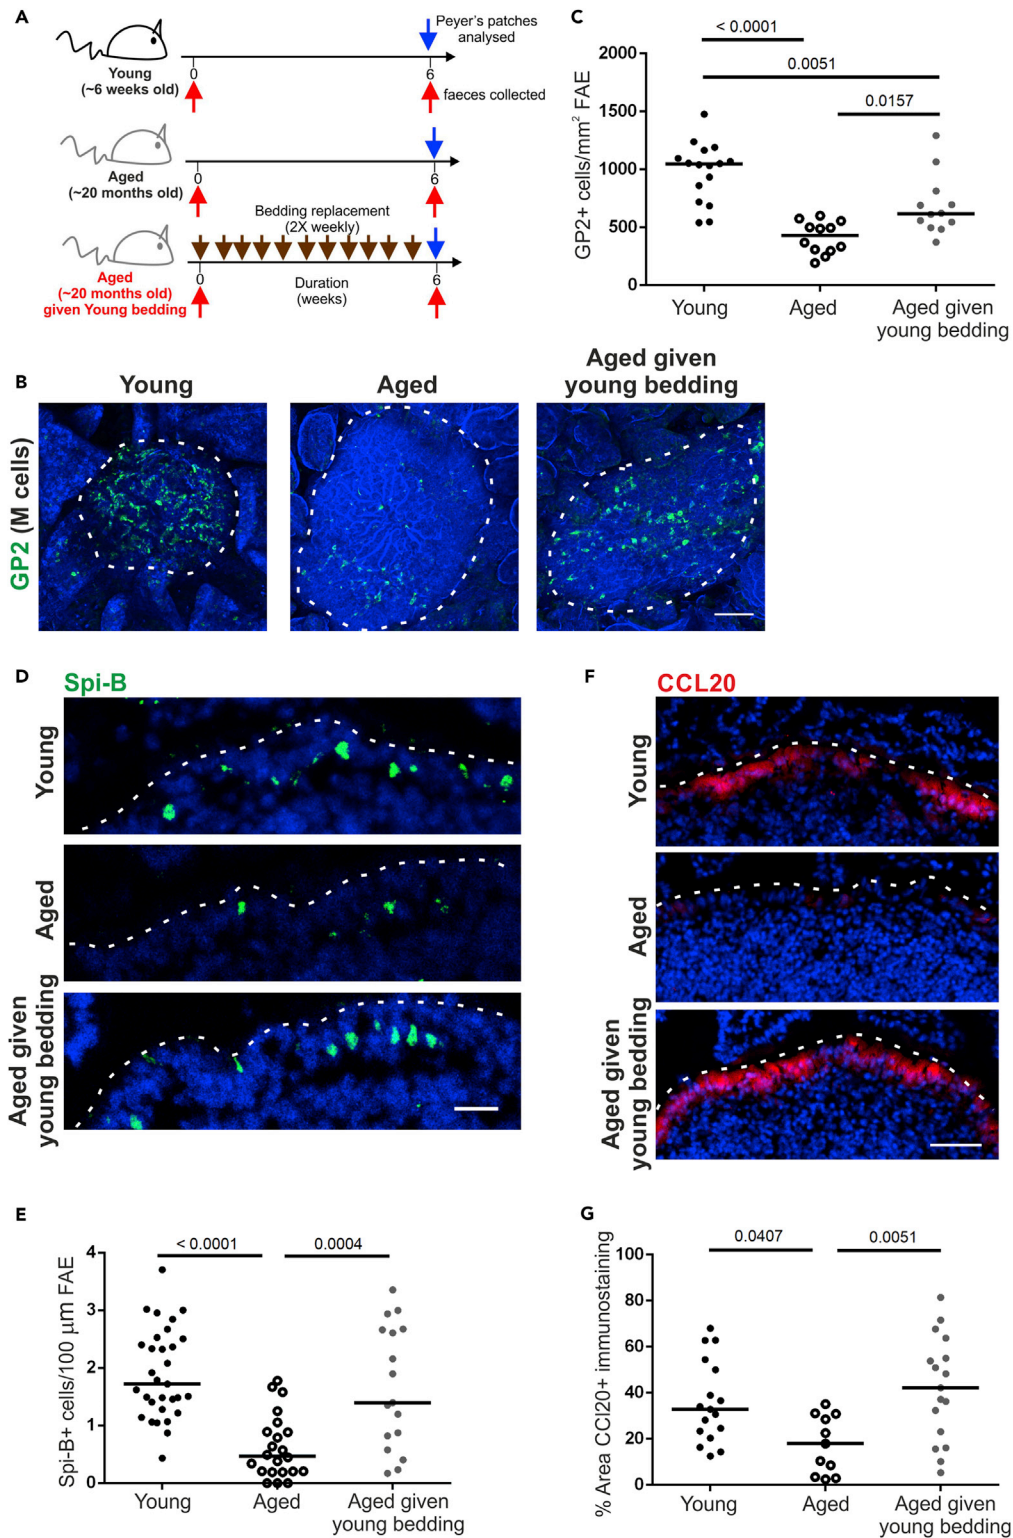 A
Young
(~6 weeks old)
0
6
Peyer's patches
analysed
faeces collected
Aged
(~20 months old)
0
6
Bedding replacement
(2X weekly)
Aged
(~20 months old)
given Young bedding
0
Duration
(weeks)
6
C
< 0.0001
0.0051
0.0157
GP2+ cells/mm² FAE
2000
1500
1000
500
0
Young
Aged
Aged given
young bedding
B
Young
Aged
Aged given
young bedding
GP2 (M cells)
D
Spi-B
Young
Aged
Aged given
young bedding
F
CCL20
Young
Aged
Aged given
young bedding
E
< 0.0001
0.0004
Spi-B+ cells/100 µm FAE
4
3
2
1
0
Young
Aged
Aged given
young bedding
G
0.0407
0.0051
% Area CCl20+ immunostaining
100
80
60
40
20
0
Young
Aged
Aged given
young bedding